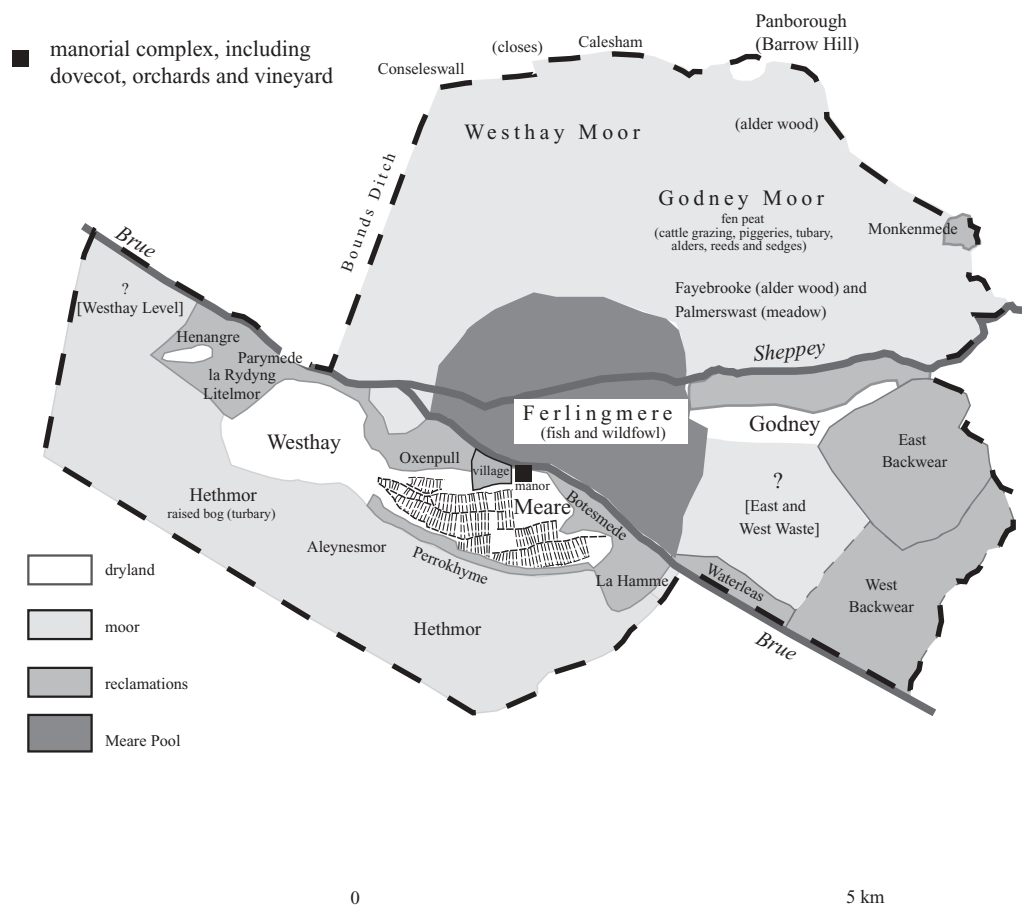 manorial complex, including
dovecot, orchards and vineyard
Panborough
(Barrow Hill)
(closes)
Calesham
Conseleswall
Westhay Moor
(alder wood)
Bounds Ditch
Godney Moor
fen peat
(cattle grazing, piggeries, tubary,
alders, reeds and sedges)
Monkenmede
Brue
?
[Westhay Level]
Fayebrooke (alder wood) and
Palmerswast (meadow)
Henangre
Parymede
la Rydyng
Litelmor
Sheppey
Ferlingmere
(fish and wildfowl)
Godney
Westhay
East
Backwear
Oxenpull
village
manor
Meare
Botesmede
?
[East and
West Waste]
Hethmor
raised bog (turbary)
Aleynesmor
Perrokhyme
La Hamme
Waterleas
West
Backwear
Hethmor
Brue
dryland
moor
reclamations
Meare Pool
0
5 km